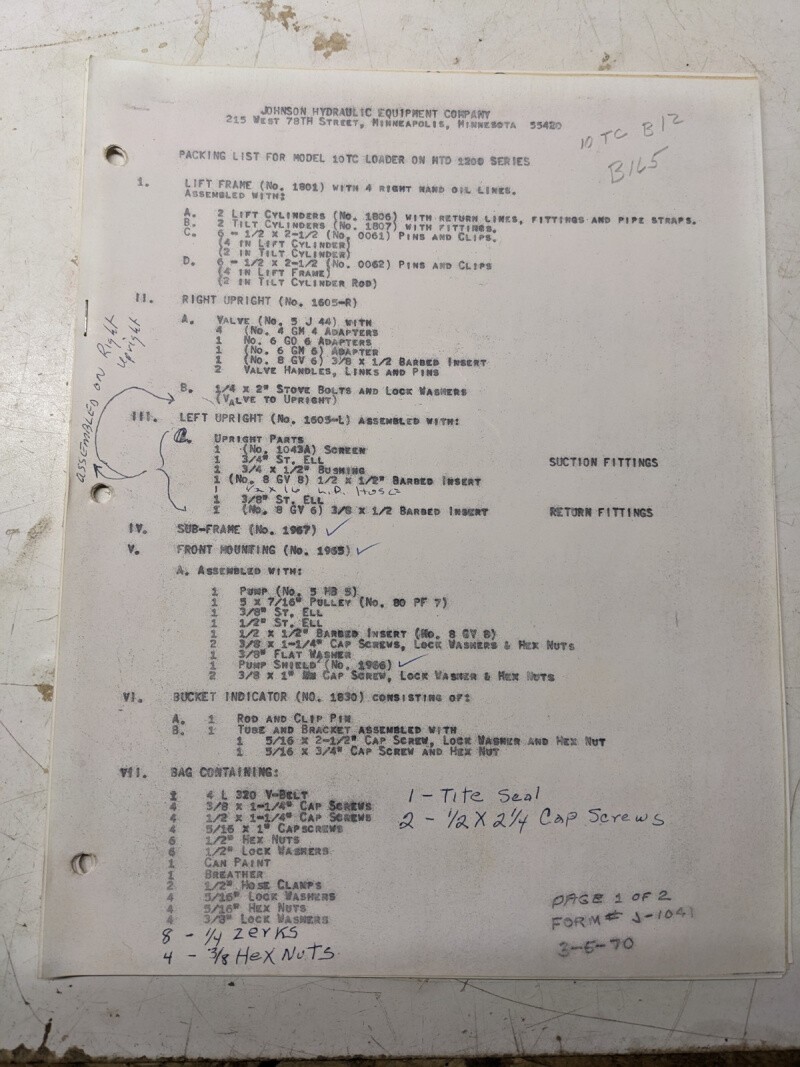 JOHNSON HYDRAULIC EQUIPMENT COMPANY
215 WEST 78TH STREET, MINNEAPOLIS, MINNESOTA 55420
10 TC B12
B165
PACKING LIST FOR MODEL 10TC LOADER ON MTD 1200 SERIES
I. LIFT FRAME (NO. 1801) WITH 4 RIGHT HAND OIL LINES.
ASSEMBLED WITH:
A. 2 LIFT CYLINDERS (NO. 1806) WITH RETURN LINES, FITTINGS AND PIPE STRAPS.
B. 2 TILT CYLINDERS (NO. 1807) WITH FITTINGS.
C. 6 - 1/2 X 2-1/2 (NO. 0061) PINS AND CLIPS.
(4 IN LIFT CYLINDER)
(2 IN TILT CYLINDER)
D. 6 - 1/2 X 2-1/2 (NO. 0062) PINS AND CLIPS
(4 IN LIFT FRAME)
(2 IN TILT CYLINDER ROD)
II. RIGHT UPRIGHT (NO. 1605-R)
A. VALVE (NO. 5 J 44) WITH
4 (NO. 4 GM 4 ADAPTERS
1 NO. 6 GO 6 ADAPTERS
1 (NO. 6 GM 6) ADAPTER
1 (NO. 8 GV 6) 3/8 X 1/2 BARBED INSERT
2 VALVE HANDLES, LINKS AND PINS
ASSEMBLED ON Right Upright
B. 1/4 X 2" STOVE BOLTS AND LOCK WASHERS
(VALVE TO UPRIGHT)
III. LEFT UPRIGHT (NO. 1605-L) ASSEMBLED WITH:
C. UPRIGHT PARTS
1 (NO. 1043A) SCREEN
1 3/4" ST. ELL SUCTION FITTINGS
1 3/4 X 1/2" BUSHING
1 (NO. 8 GV 8) 1/2 X 1/2" BARBED INSERT
1 1/2 x 16 L.P. Hose
1 3/8" ST. ELL
1 (NO. 8 GV 6) 3/8 X 1/2 BARBED INSERT RETURN FITTINGS
IV. SUB-FRAME (NO. 1967) ✓
V. FRONT MOUNTING (NO. 1965) ✓
A. ASSEMBLED WITH:
1 PUMP (NO. 5 HB 5)
1 5 X 7/16" PULLEY (NO. 80 PF 7)
1 3/8" ST. ELL
1 1/2" ST. ELL
1 1/2 X 1/2" BARBED INSERT (NO. 8 GV 8)
2 3/8 X 1-1/4" CAP SCREWS, LOCK WASHERS & HEX NUTS
1 3/8" FLAT WASHER
1 PUMP SHIELD (NO. 1966) ✓
2 3/8 X 1" CAP SCREW, LOCK WASHER & HEX NUTS
VI. BUCKET INDICATOR (NO. 1830) CONSISTING OF:
A. 1 ROD AND CLIP PIN
B. 1 TUBE AND BRACKET ASSEMBLED WITH
1 5/16 X 2-1/2" CAP SCREW, LOCK WASHER AND HEX NUT
1 5/16 X 3/4" CAP SCREW AND HEX NUT
VII. BAG CONTAINING:
4 L 320 V-BELT 1 - Tite Seal
4 3/8 X 1-1/4" CAP SCREWS
4 1/2 X 1-1/4" CAP SCREWS 2 - 1/2 X 2 1/4 Cap Screws
4 5/16 X 1" CAPSCREWS
6 1/2" HEX NUTS
6 1/2" LOCK WASHERS
1 CAN PAINT
1 BREATHER
2 1/2" HOSE CLAMPS
4 5/16" LOCK WASHERS
4 5/16" HEX NUTS
4 3/8" LOCK WASHERS
8 - 1/4 Zerks
4 - 3/8 Hex Nuts
PAGE 1 OF 2
FORM # J-1041
3-5-70